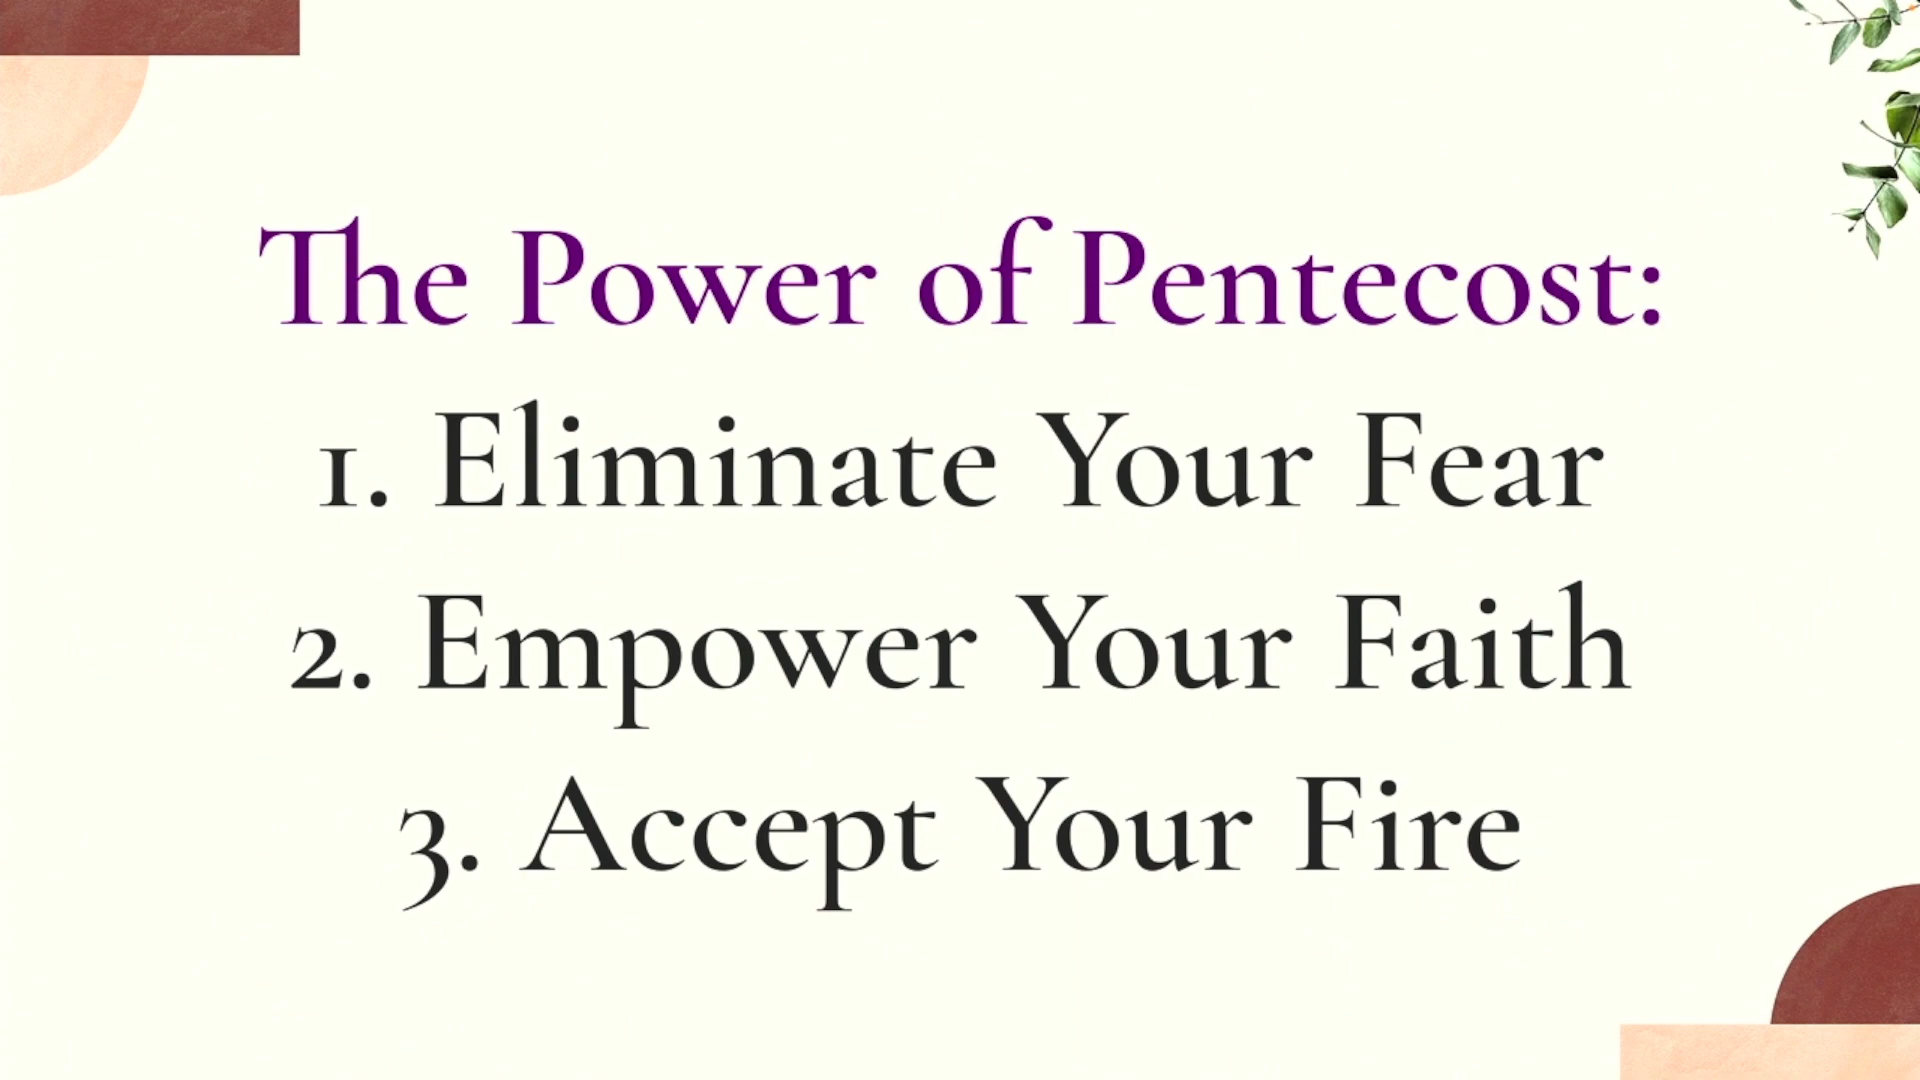 The Power of Pentecost:
1. Eliminate Your Fear
2. Empower Your Faith
3. Accept Your Fire